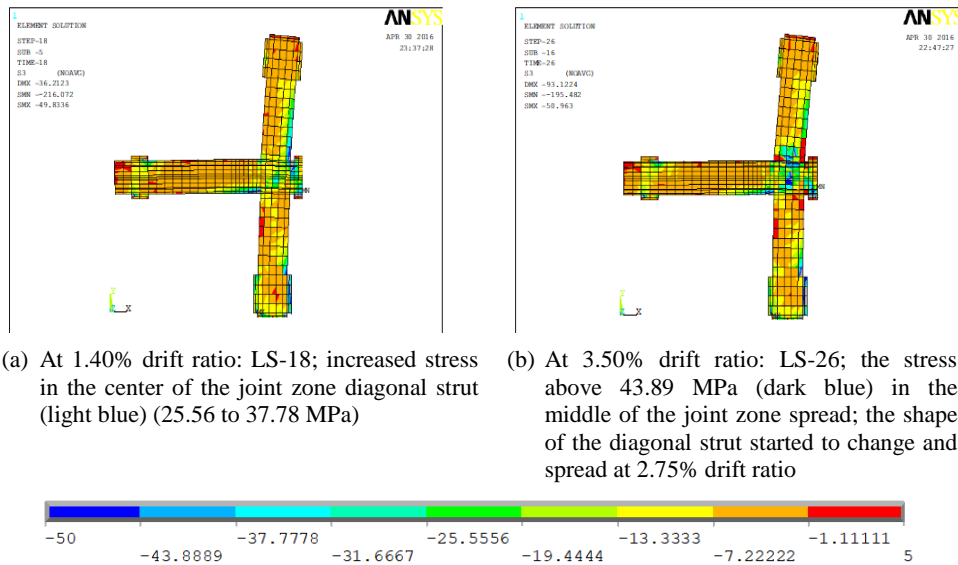 1
ELEMENT SOLUTION
STEP=18
SUB =5
TIME=18
S3 (NOAVG)
DMX =36.2123
SMN =-216.072
SMX =49.8336
ANSYS
APR 30 2016
23:37:28
MN
Z
X
1
ELEMENT SOLUTION
STEP=26
SUB =16
TIME=26
S3 (NOAVG)
DMX =93.1224
SMN =-195.482
SMX =50.963
ANSYS
APR 30 2016
22:47:27
MN
X
(a) At 1.40% drift ratio: LS-18; increased stress
in the center of the joint zone diagonal strut
(light blue) (25.56 to 37.78 MPa)
(b) At 3.50% drift ratio: LS-26; the stress
above 43.89 MPa (dark blue) in the
middle of the joint zone spread; the shape
of the diagonal strut started to change and
spread at 2.75% drift ratio
-50 -37.7778 -25.5556 -13.3333 -1.11111
-43.8889 -31.6667 -19.4444 -7.22222 5